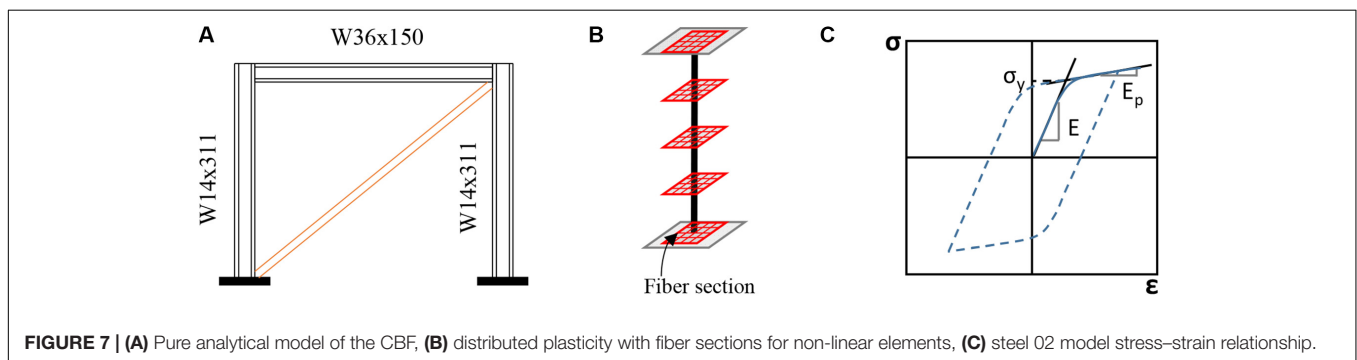 A
W36x150
W14x311
W14x311
B
Fiber section
C
σ
σy
E
Ep
ε
FIGURE 7 | (A) Pure analytical model of the CBF, (B) distributed plasticity with fiber sections for non-linear elements, (C) steel 02 model stress–strain relationship.